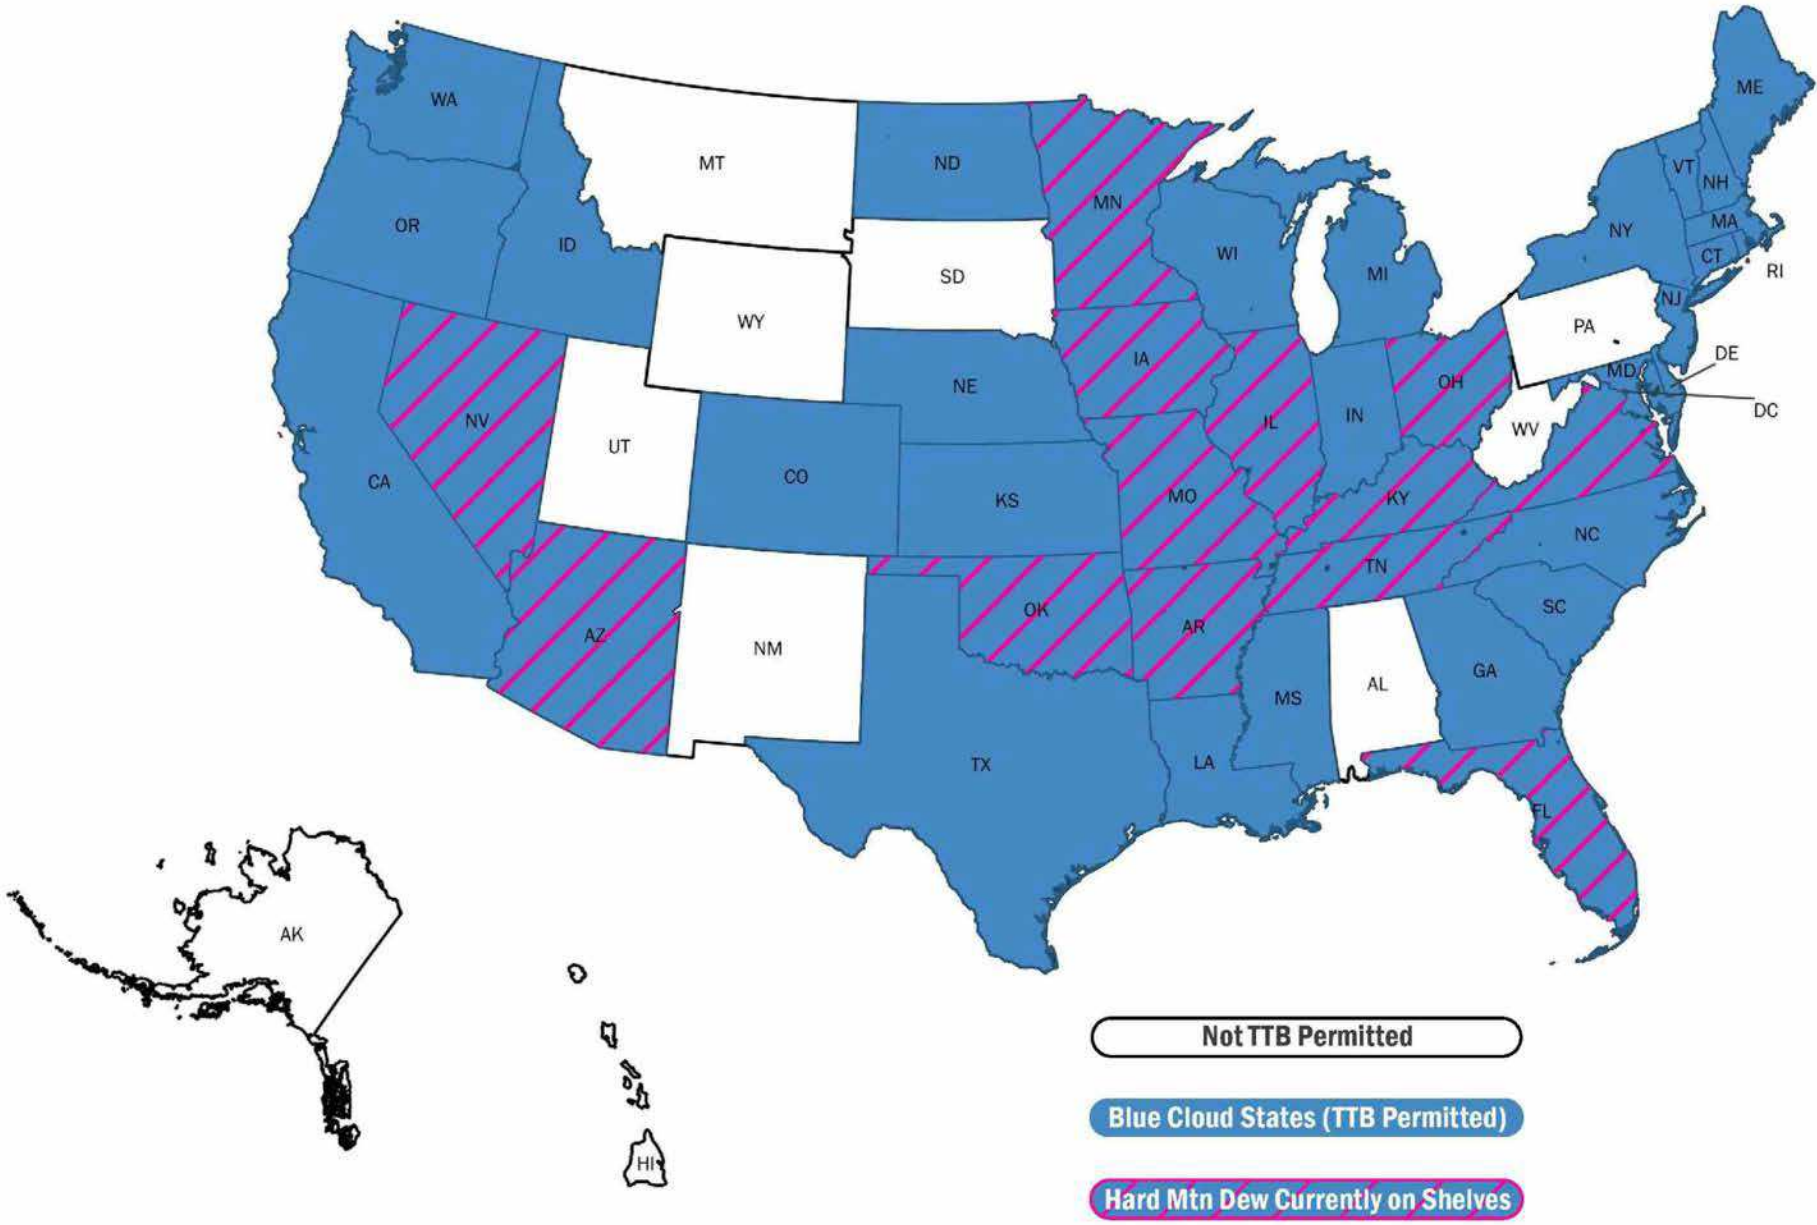 WA
MT
ND
MN
ME
VT
NH
OR
ID
SD
WI
MI
NY
MA
CT
RI
WY
NJ
PA
IA
NE
OH
MD
DE
DC
NV
UT
CO
IL
IN
WV
CA
KS
MO
KY
NC
TN
AZ
NM
OK
AR
SC
MS
AL
GA
TX
LA
FL
AK
HI
Not TTB Permitted
Blue Cloud States (TTB Permitted)
Hard Mtn Dew Currently on Shelves